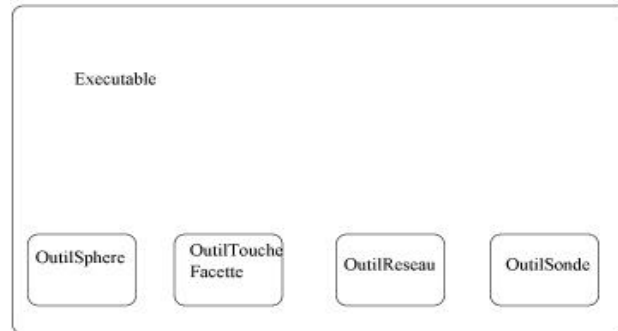 Executable
OutilSphere
OutilTouche
Facette
OutilReseau
OutilSonde